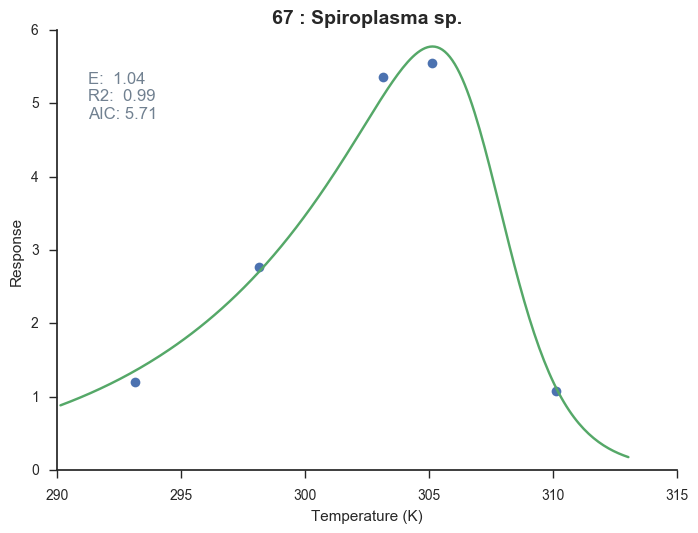 67 : Spiroplasma sp.
E:  1.04
R2:  0.99
AIC: 5.71
6
5
4
3
2
1
0
Response
290 295 300 305 310 315
Temperature (K)